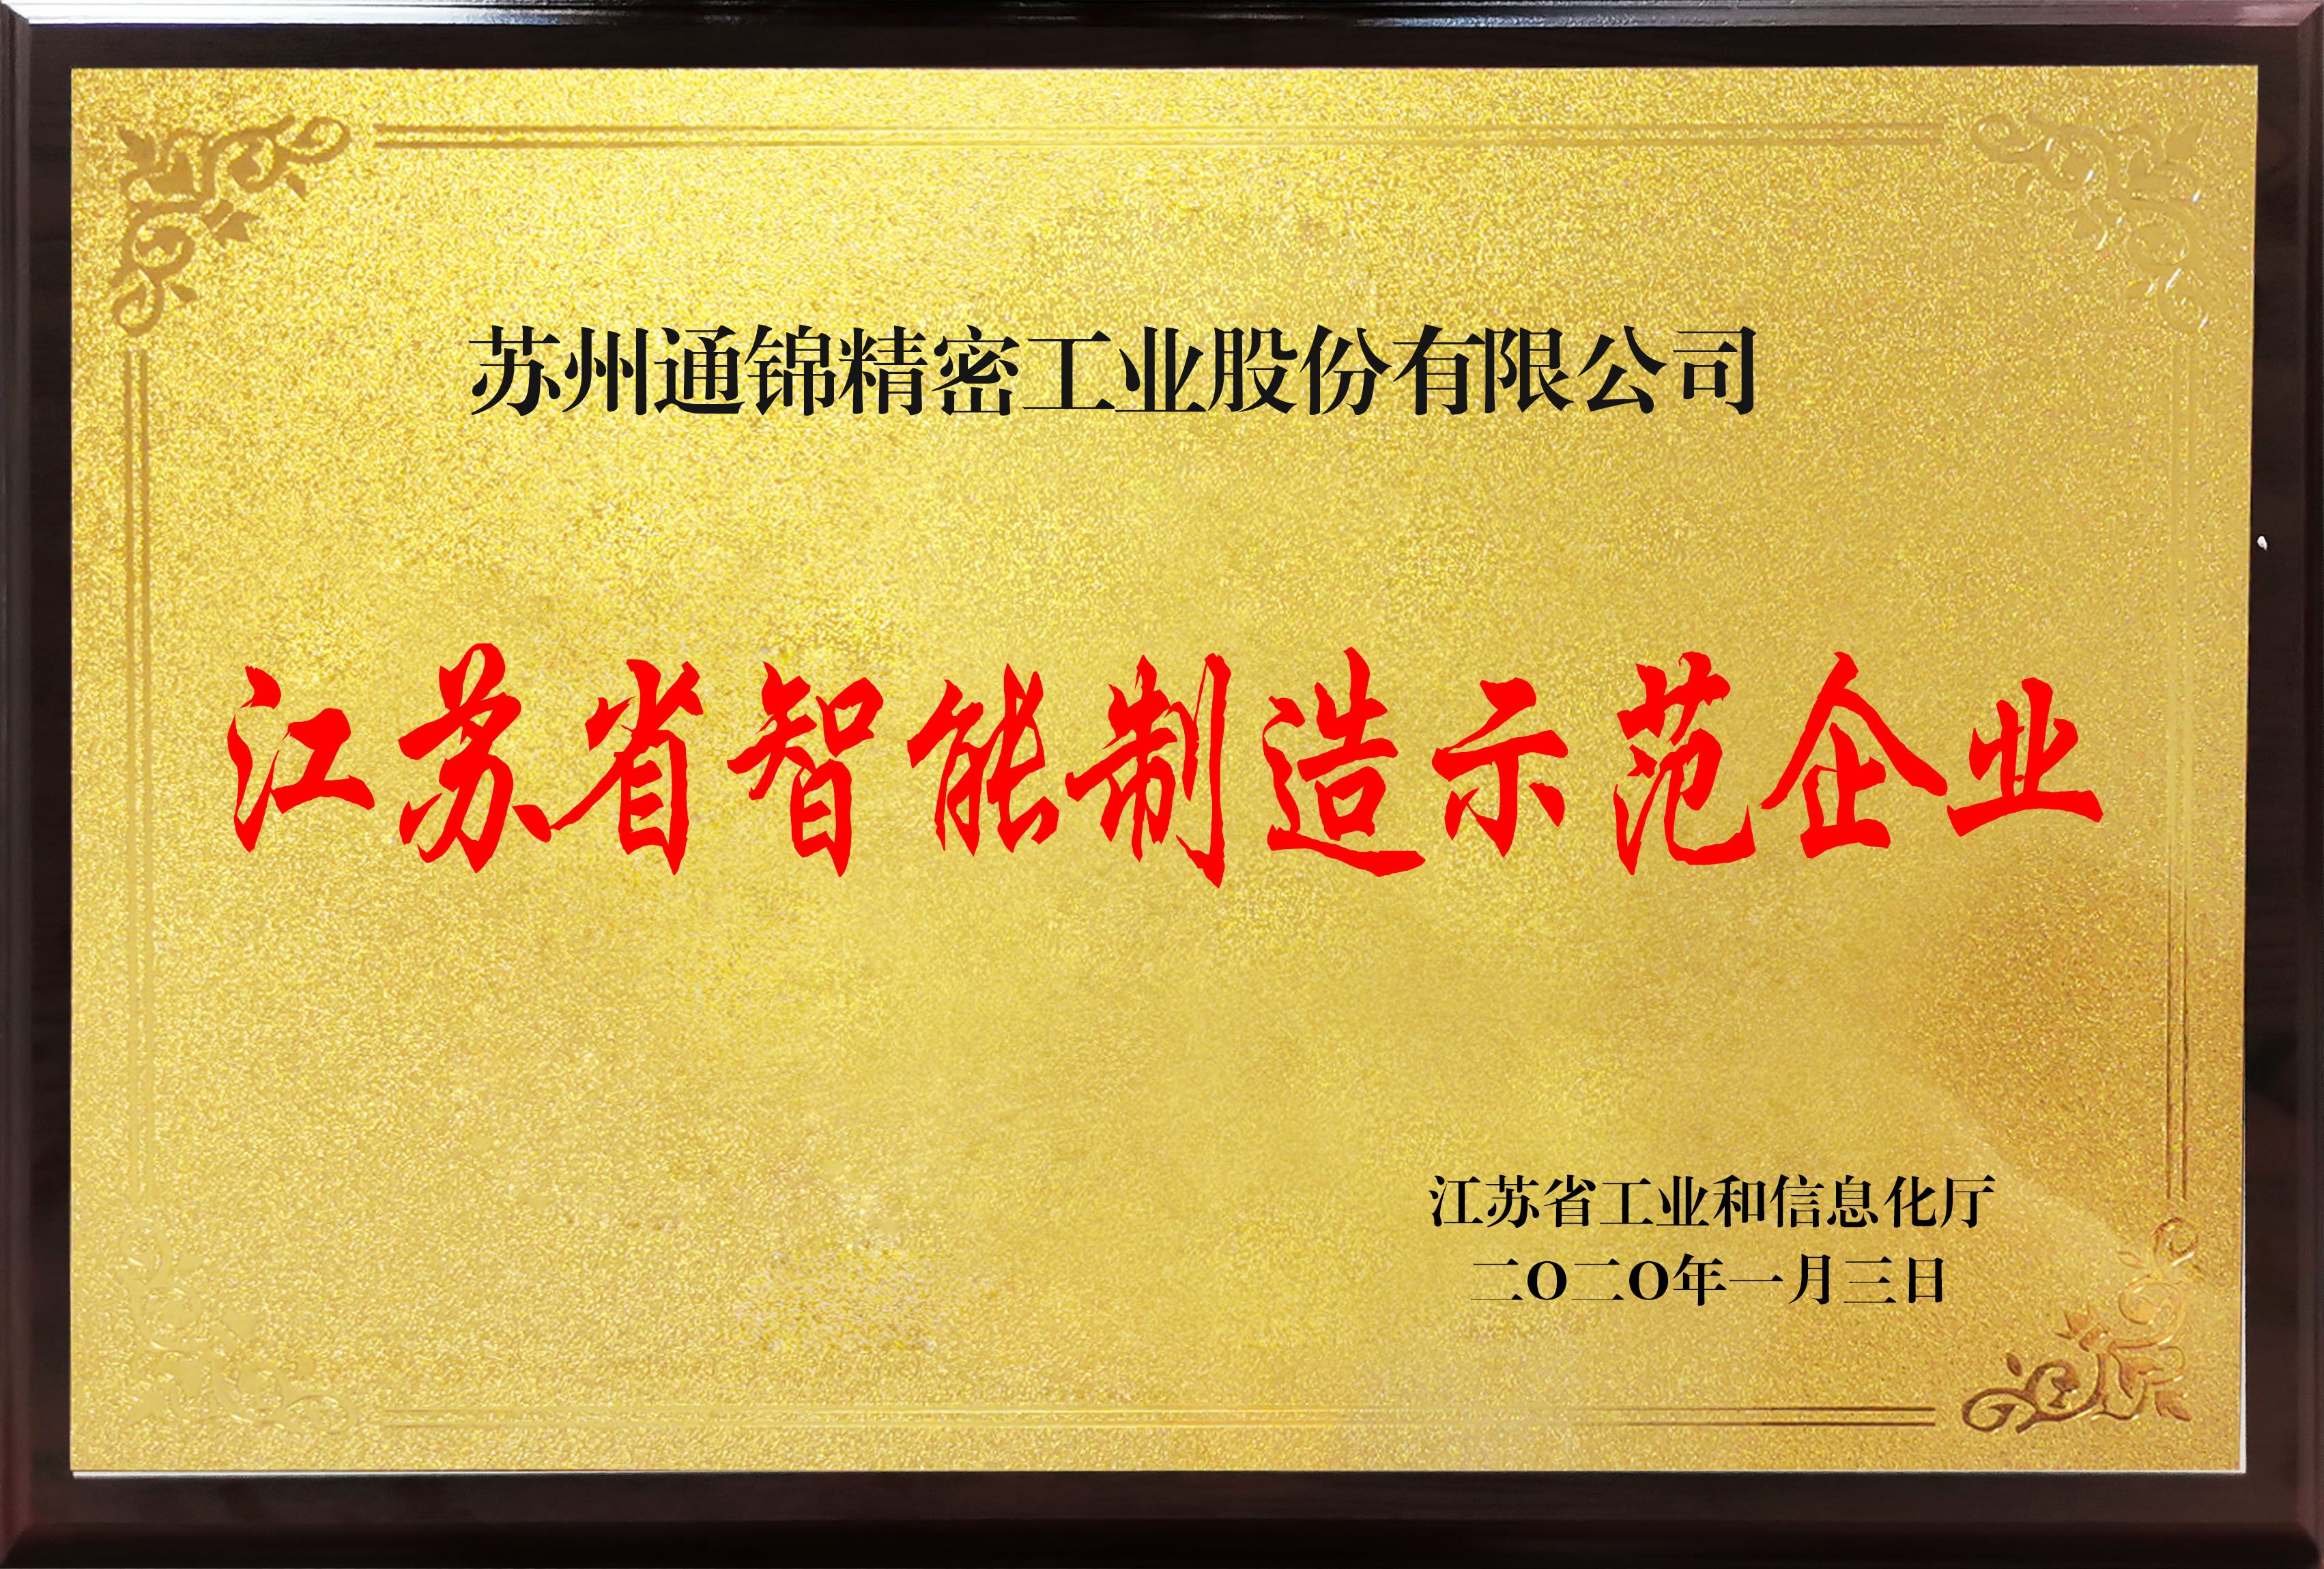 苏州通锦精密工业股份有限公司
江苏省智能制造示范企业
江苏省工业和信息化厅
二O二O年一月三日